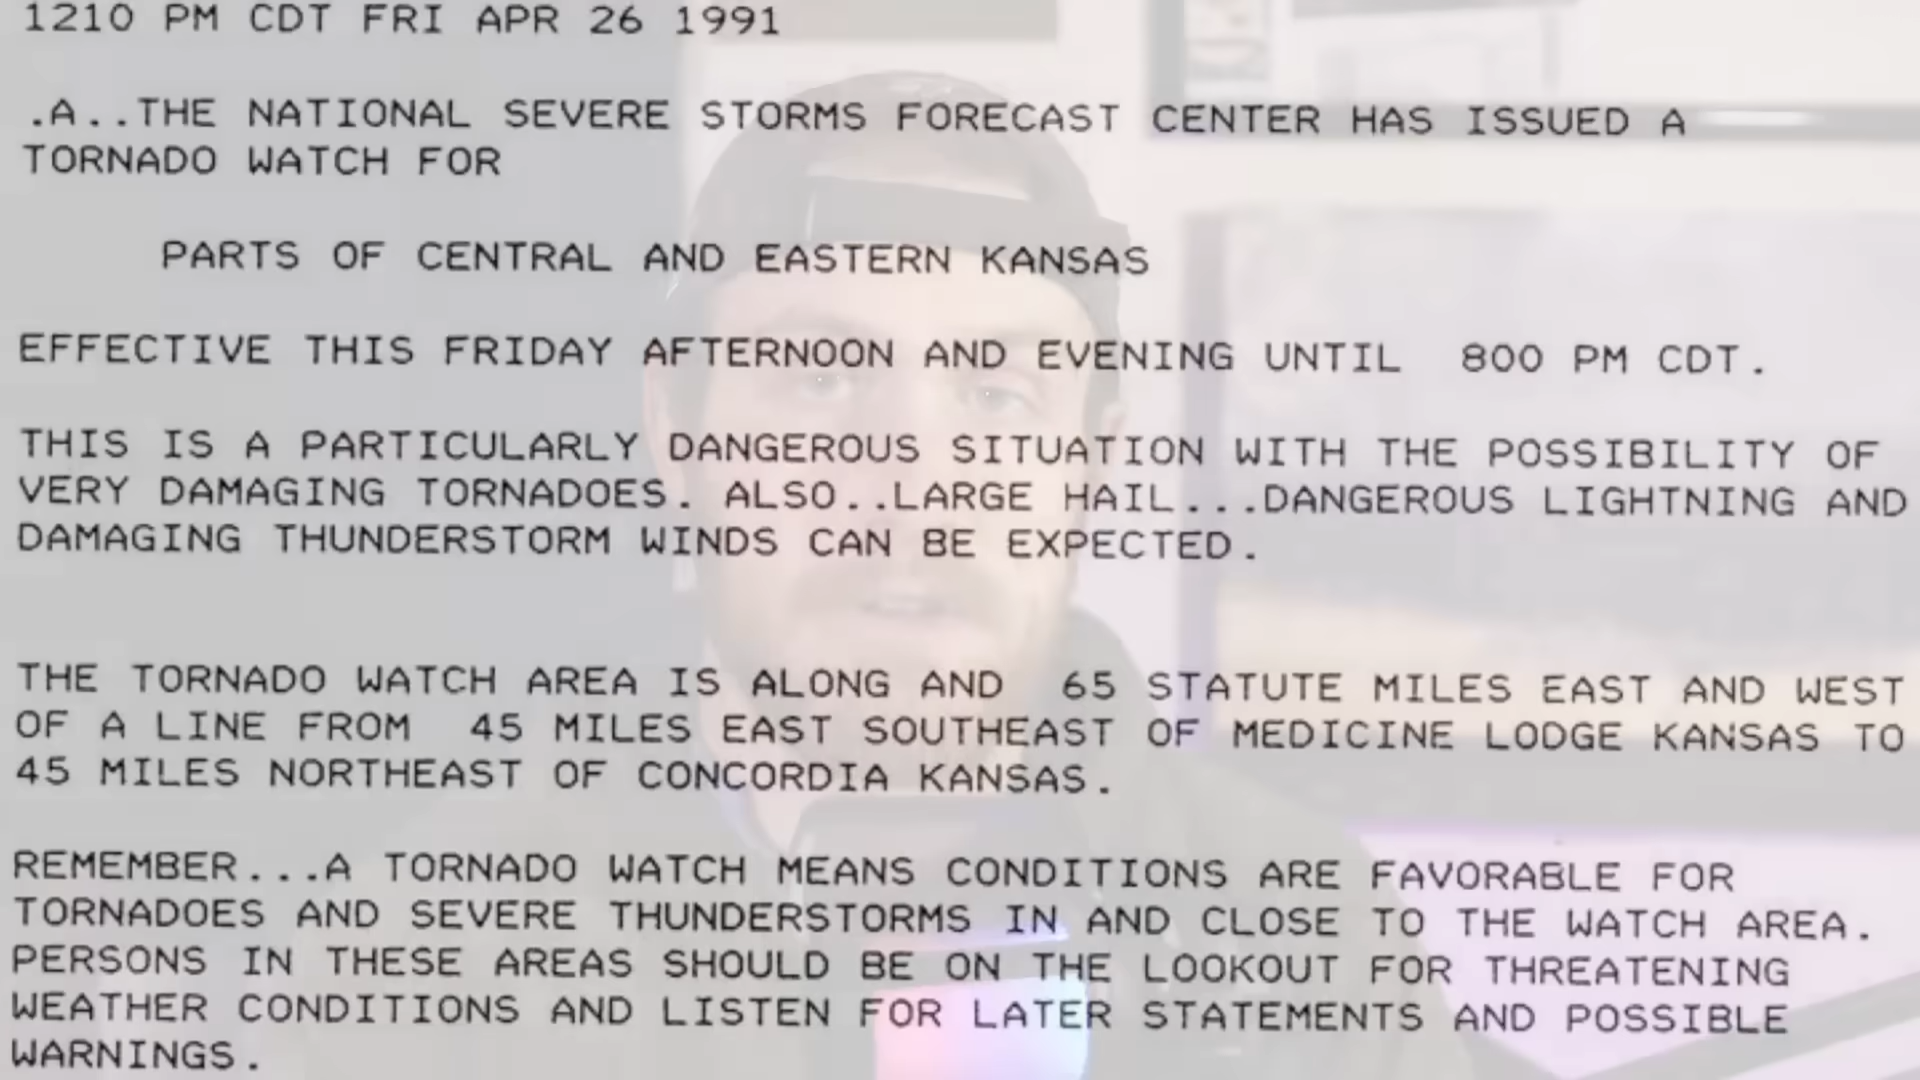 1210 PM CDT FRI APR 26 1991
.A..THE NATIONAL SEVERE STORMS FORECAST CENTER HAS ISSUED A
TORNADO WATCH FOR
PARTS OF CENTRAL AND EASTERN KANSAS
EFFECTIVE THIS FRIDAY AFTERNOON AND EVENING UNTIL  800 PM CDT.
THIS IS A PARTICULARLY DANGEROUS SITUATION WITH THE POSSIBILITY OF
VERY DAMAGING TORNADOES. ALSO..LARGE HAIL...DANGEROUS LIGHTNING AND
DAMAGING THUNDERSTORM WINDS CAN BE EXPECTED.
THE TORNADO WATCH AREA IS ALONG AND  65 STATUTE MILES EAST AND WEST
OF A LINE FROM  45 MILES EAST SOUTHEAST OF MEDICINE LODGE KANSAS TO
45 MILES NORTHEAST OF CONCORDIA KANSAS.
REMEMBER...A TORNADO WATCH MEANS CONDITIONS ARE FAVORABLE FOR
TORNADOES AND SEVERE THUNDERSTORMS IN AND CLOSE TO THE WATCH AREA.
PERSONS IN THESE AREAS SHOULD BE ON THE LOOKOUT FOR THREATENING
WEATHER CONDITIONS AND LISTEN FOR LATER STATEMENTS AND POSSIBLE
WARNINGS.